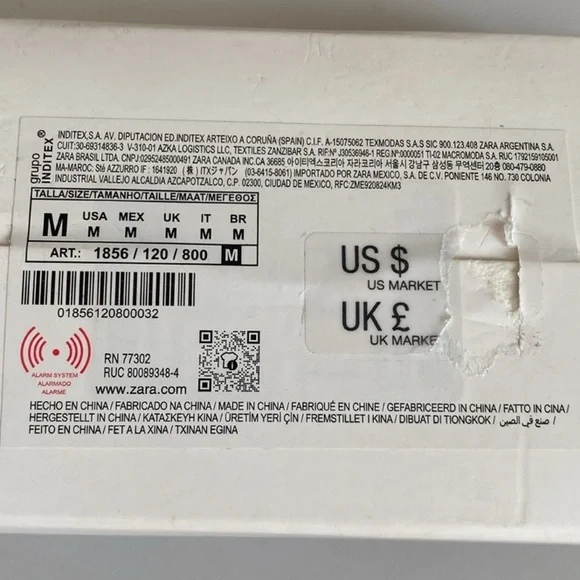 grupo
INDITEX®
INDITEX,S.A. AV. DIPUTACION ED.INDITEX ARTEIXO A CORUÑA (SPAIN) C.I.F. A-15075062 TEXMODAS S.A.S SIC 900.123.408 ZARA ARGENTINA S.A.
CUIT:30-69314836-3 V-310-01 AZKA LOGISTICS LLC, TEXTILES ZANZIBAR S.A. RIF.Nº J30536948-1 REG.Nº0000051 TI-02 MACROMODA S.A. RUC 1792159105001
ZARA BRASIL LTDA. CNPJ:02952485000491 ZARA CANADA INC.CA 36685 아이티엑스코리아 자라코리아 서울시 강남구 삼성동 무역센터 20층 080-479-0880
MA-MAROC: Sté AZZURRO IF: 1641920 (株) ITXジャパン (03-6415-8061) IMPORTADO POR ZARA MEXICO, S.A. DE C.V. PONIENTE 146 NO. 730 COLONIA
INDUSTRIAL VALLEJO ALCALDIA AZCAPOTZALCO, C.P. 02300, CIUDAD DE MEXICO, RFC:ZME920824KM3
TALLA/SIZE/TAMANHO/TAILLE/MAAT/ΜΕΓΕΘΟΣ
M USA MEX UK IT BR
M M M M M
ART.: 1856 / 120 / 800 M
01856120800032
US $
US MARKET
UK £
UK MARKE
ALARM SYSTEM
ALARMADO
ALARME
RN 77302
RUC 80089348-4
www.zara.com
HECHO EN CHINA / FABRICADO NA CHINA / MADE IN CHINA / FABRIQUÉ EN CHINE / GEFABRICEERD IN CHINA / FATTO IN CINA/
HERGESTELLT IN CHINA / ΚΑΤΑΣΚΕΥΗ ΚΙΝΑ / ÜRETİM YERİ ÇİN / FREMSTILLET I KINA / DIBUAT DI TIONGKOK / صنع في الصين /
FEITO EN CHINA / FET A LA XINA / TXINAN EGINA